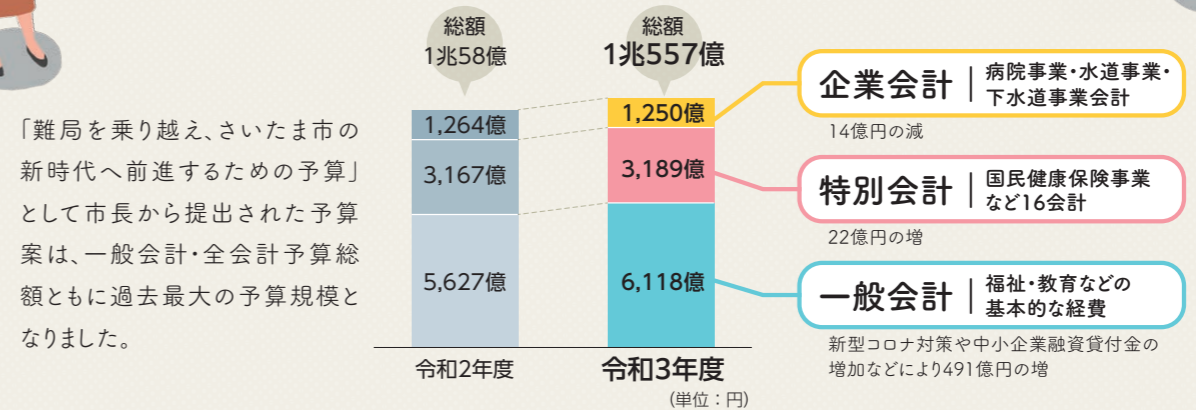 「難局を乗り越え、さいたま市の
新時代へ前進するための予算」
として市長から提出された予算
案は、一般会計・全会計予算総
額ともに過去最大の予算規模と
なりました。
総額
1兆58億
1,264億
3,167億
5,627億
令和2年度
総額
1兆557億
1,250億
3,189億
6,118億
令和3年度
(単位：円)
企業会計
病院事業・水道事業・
下水道事業会計
14億円の減
特別会計
国民健康保険事業
など16会計
22億円の増
一般会計
福祉・教育などの
基本的な経費
新型コロナ対策や中小企業融資貸付金の
増加などにより491億円の増